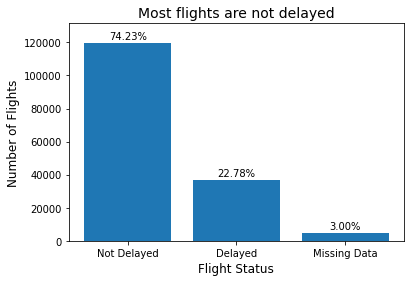 Most flights are not delayed
Number of Flights
120000
100000
80000
60000
40000
20000
0
74.23%
22.78%
3.00%
Not Delayed
Delayed
Missing Data
Flight Status